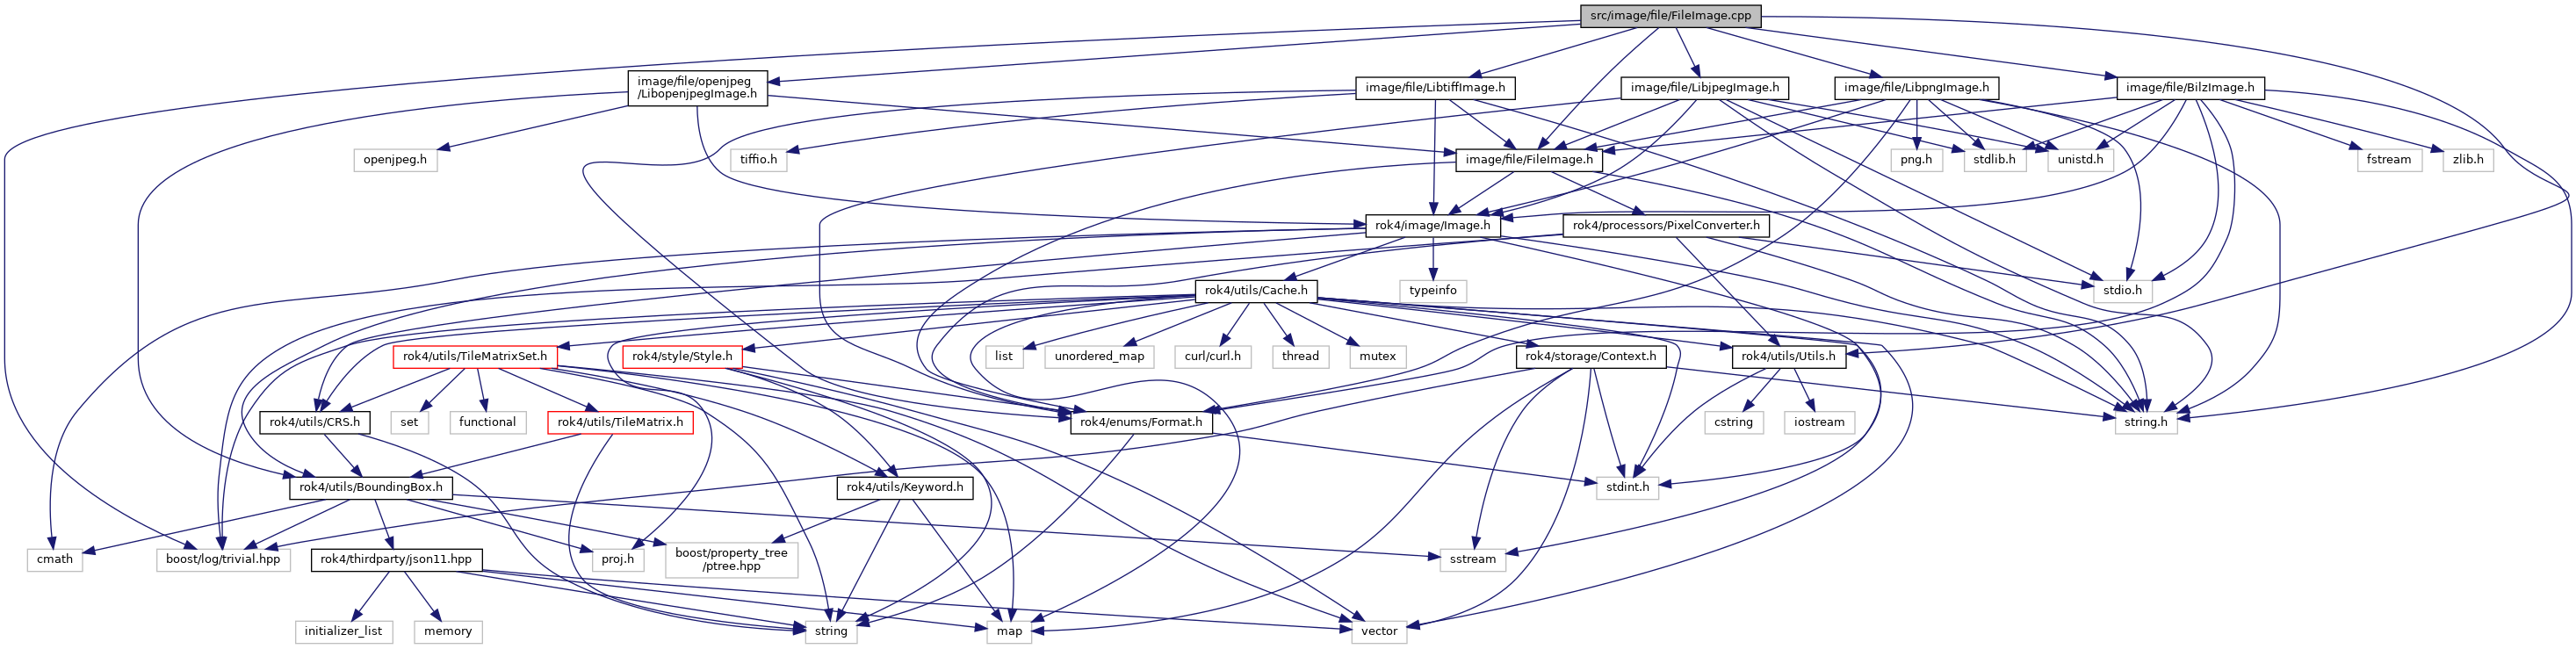 src/image/file/FileImage.cpp
image/file/openjpeg
/LibopenjpegImage.h
image/file/LibtiffImage.h
image/file/LibjpegImage.h
image/file/LibpngImage.h
image/file/BilzImage.h
openjpeg.h
tiffio.h
image/file/FileImage.h
png.h
stdlib.h
unistd.h
fstream
zlib.h
rok4/image/Image.h
rok4/processors/PixelConverter.h
rok4/utils/Cache.h
typeinfo
stdio.h
rok4/utils/TileMatrixSet.h
rok4/style/Style.h
list
unordered_map
curl/curl.h
thread
mutex
rok4/storage/Context.h
rok4/utils/Utils.h
rok4/utils/CRS.h
set
functional
rok4/utils/TileMatrix.h
rok4/enums/Format.h
cstring
iostream
string.h
rok4/utils/BoundingBox.h
rok4/utils/Keyword.h
stdint.h
cmath
boost/log/trivial.hpp
rok4/thirdparty/json11.hpp
proj.h
boost/property_tree
/ptree.hpp
sstream
initializer_list
memory
string
map
vector